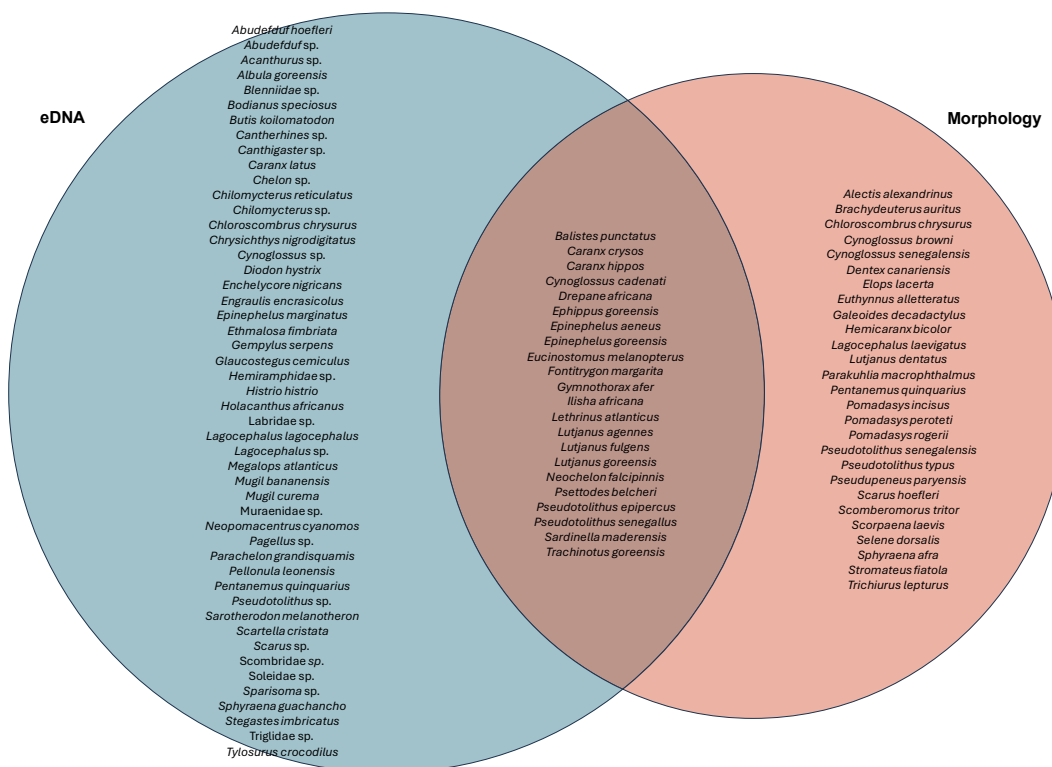 eDNA
Abudefduf hoefleri
Abudefduf sp.
Acanthurus sp.
Albula goreensis
Blenniidae sp.
Bodianus speciosus
Butis koilomatodon
Cantherhines sp.
Canthigaster sp.
Caranx latus
Chelon sp.
Chilomycterus reticulatus
Chilomycterus sp.
Chloroscombrus chrysurus
Chrysichthys nigrodigitatus
Cynoglossus sp.
Diodon hystrix
Enchelycore nigricans
Engraulis encrasicolus
Epinephelus marginatus
Ethmalosa fimbriata
Gempylus serpens
Glaucostegus cemiculus
Hemiramphidae sp.
Histrio histrio
Holacanthus africanus
Labridae sp.
Lagocephalus lagocephalus
Lagocephalus sp.
Megalops atlanticus
Mugil bananensis
Mugil curema
Muraenidae sp.
Neopomacentrus cyanomos
Pagellus sp.
Parachelon grandisquamis
Pellonula leonensis
Pentanemus quinquarius
Pseudotolithus sp.
Sarotherodon melanotheron
Scartella cristata
Scarus sp.
Scombridae sp.
Soleidae sp.
Sparisoma sp.
Sphyraena guachancho
Stegastes imbricatus
Triglidae sp.
Tylosurus crocodilus
Balistes punctatus
Caranx crysos
Caranx hippos
Cynoglossus cadenati
Drepane africana
Ephippus goreensis
Epinephelus aeneus
Epinephelus goreensis
Eucinostomus melanopterus
Fontitrygon margarita
Gymnothorax afer
Ilisha africana
Lethrinus atlanticus
Lutjanus agennes
Lutjanus fulgens
Lutjanus goreensis
Neochelon falcipinnis
Psettodes belcheri
Pseudotolithus epipercus
Pseudotolithus senegallus
Sardinella maderensis
Trachinotus goreensis
Morphology
Alectis alexandrinus
Brachydeuterus auritus
Chloroscombrus chrysurus
Cynoglossus browni
Cynoglossus senegalensis
Dentex canariensis
Elops lacerta
Euthynnus alletteratus
Galeoides decadactylus
Hemicaranx bicolor
Lagocephalus laevigatus
Lutjanus dentatus
Parakuhlia macrophthalmus
Pentanemus quinquarius
Pomadasys incisus
Pomadasys peroteti
Pomadasys rogerii
Pseudotolithus senegalensis
Pseudotolithus typus
Pseudupeneus paryensis
Scarus hoefleri
Scomberomorus tritor
Scorpaena laevis
Selene dorsalis
Sphyraena afra
Stromateus fiatola
Trichiurus lepturus